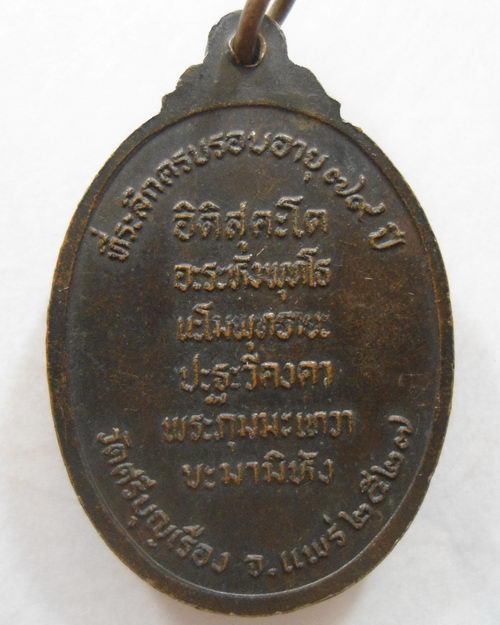 ที่ระลึกครบรอบอายุ ๗๙ ปี
อิติสุคะโต
อะระหังพุทโธ
นะโมพุทธายะ
ปะฐะวีคงคา
พระภุมมะเทวา
ขะมามิหัง
วัดศรีบุญเรือง จ.แพร่ ๒๕๒๗